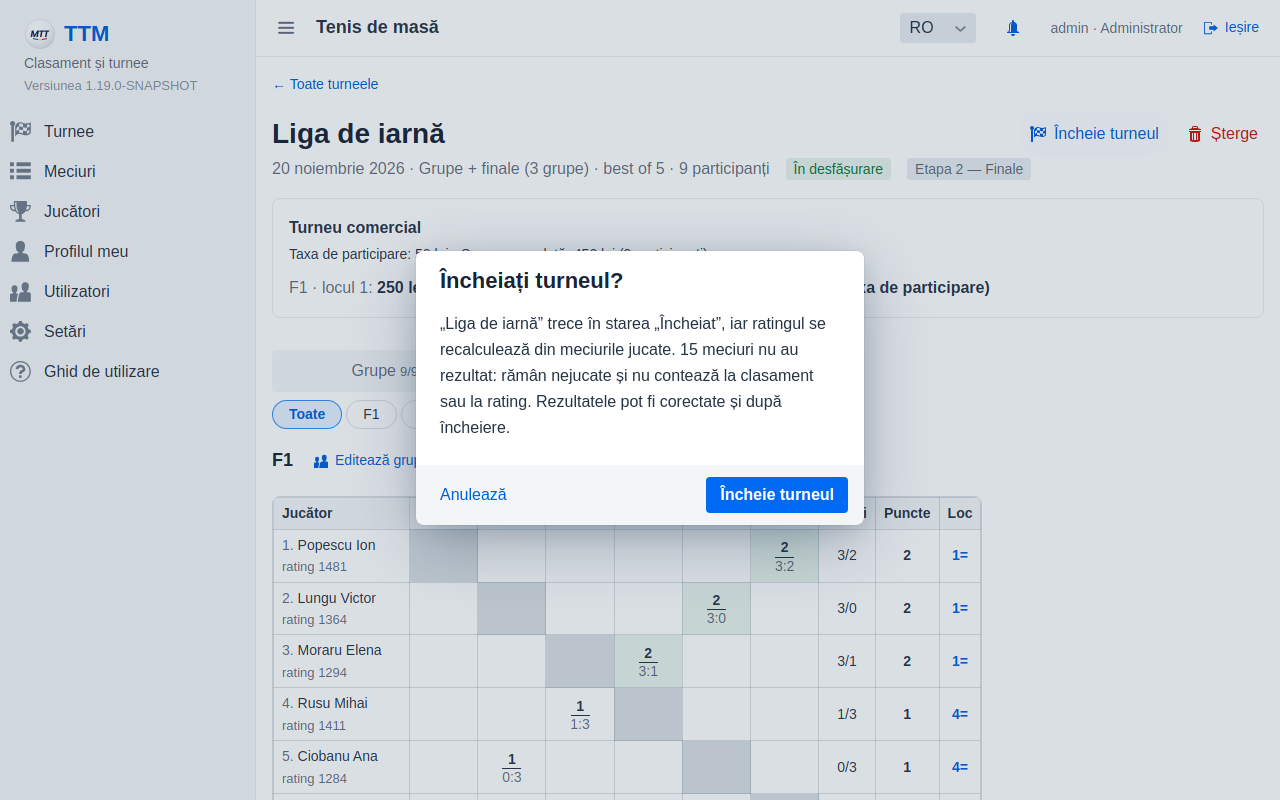 MTT TTM
Clasament și turnee
Versiunea 1.19.0-SNAPSHOT
Turnee
Meciuri
Jucători
Profilul meu
Utilizatori
Setări
Ghid de utilizare
Tenis de masă
RO
admin · Administrator
Ieșire
← Toate turneele
Liga de iarnă
Încheie turneul
Șterge
20 noiembrie 2026 · Grupe + finale (3 grupe) · best of 5 · 9 participanți
În desfășurare
Etapa 2 — Finale
Turneu comercial
Taxa de participare:
F1 · locul 1: 250
de participare)
Grupe
Toate
F1
F1
Editează
Încheiați turneul?
„Liga de iarnă” trece în starea „Încheiat”, iar ratingul se
recalculează din meciurile jucate. 15 meciuri nu au
rezultat: rămân nejucate și nu contează la clasament
sau la rating. Rezultatele pot fi corectate și după
încheiere.
Anulează
Încheie turneul
Jucător Puncte Loc
1. Popescu Ion
rating 1481
2
3:2
3/2 2 1=
2. Lungu Victor
rating 1364
2
3:0
3/0 2 1=
3. Moraru Elena
rating 1294
2
3:1
3/1 2 1=
4. Rusu Mihai
rating 1411
1
1:3
1/3 1 4=
5. Ciobanu Ana
rating 1284
1
0:3
0/3 1 4=